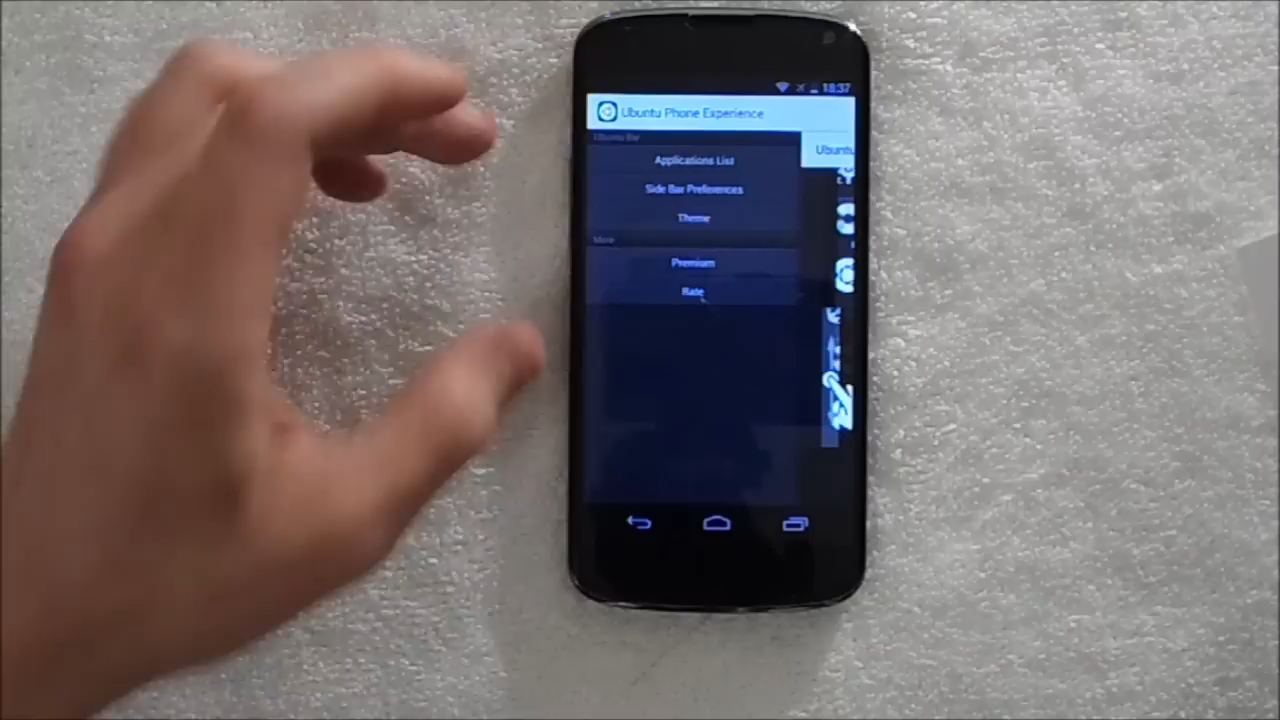 18:37
Ubuntu Phone Experience
Ubuntu Bar
Ubuntu
Applications List
Side Bar Preferences
Theme
More
Premium
Rate